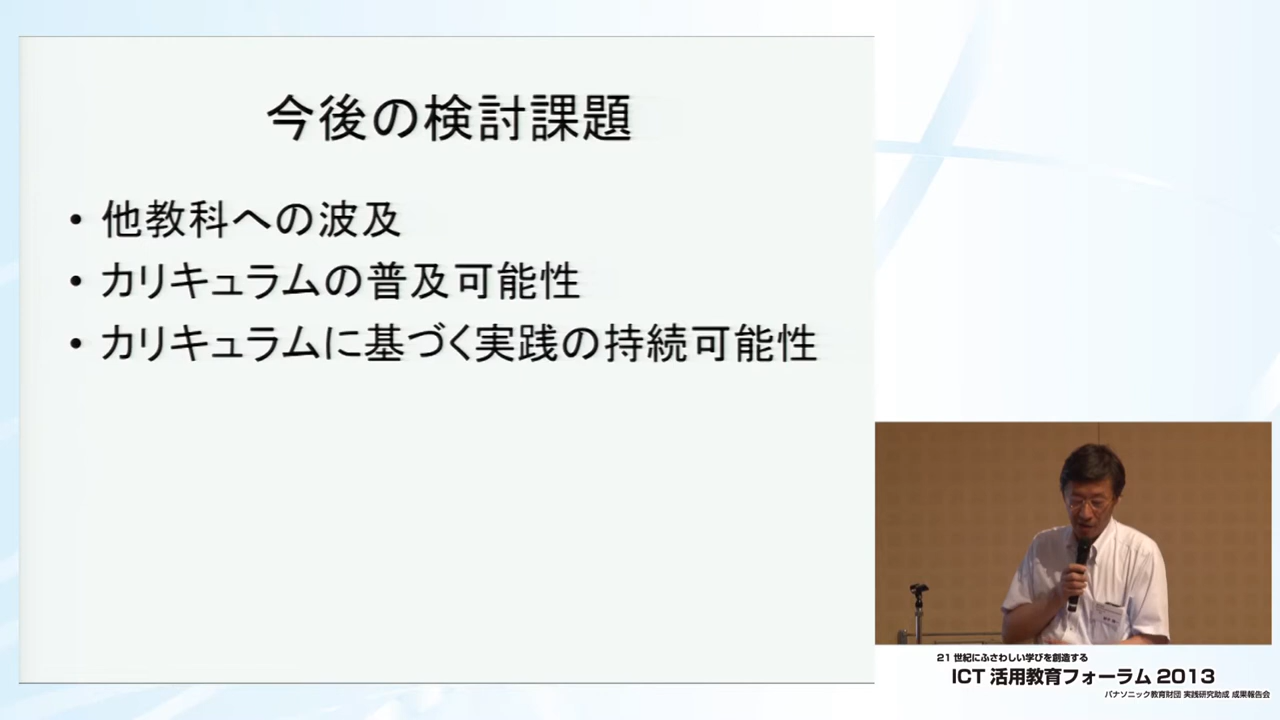 今後の検討課題
• 他教科への波及
• カリキュラムの普及可能性
• カリキュラムに基づく実践の持続可能性
21 世紀にふさわしい学びを創造する
ICT 活用教育フォーラム 2013
パナソニック教育財団 実践研究助成 成果報告会